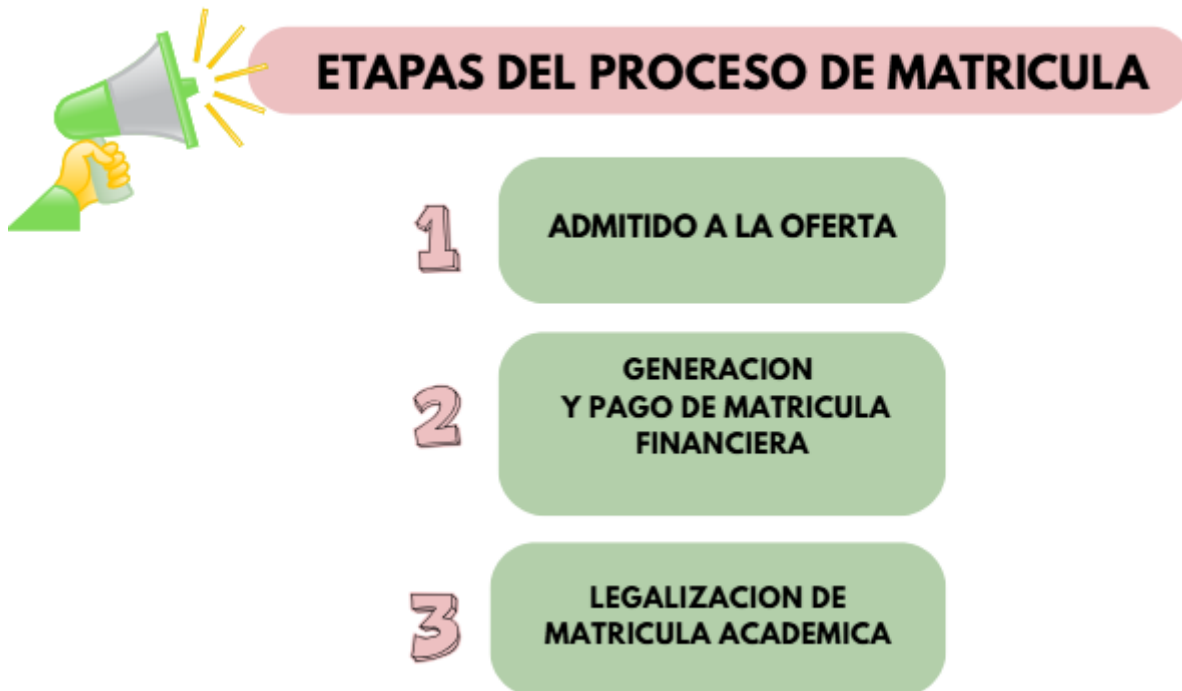 ETAPAS DEL PROCESO DE MATRICULA
1
ADMITIDO A LA OFERTA
2
GENERACION
Y PAGO DE MATRICULA
FINANCIERA
3
LEGALIZACION DE
MATRICULA ACADEMICA